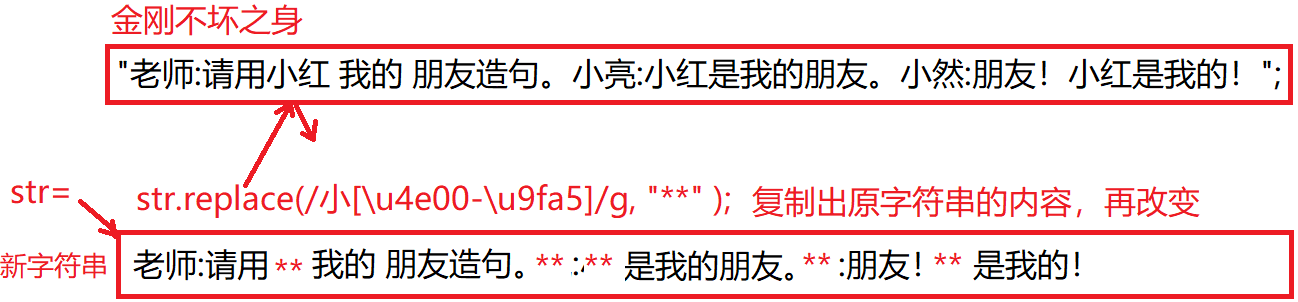 金刚不坏之身
"老师:请用小红 我的 朋友造句。小亮:小红是我的朋友。小然:朋友！小红是我的！";
str= str.replace(/小[\u4e00-\u9fa5]/g, "**" ); 复制出原字符串的内容，再改变
新字符串 老师:请用 ** 我的 朋友造句。 ** :** 是我的朋友。 ** :朋友！ ** 是我的！